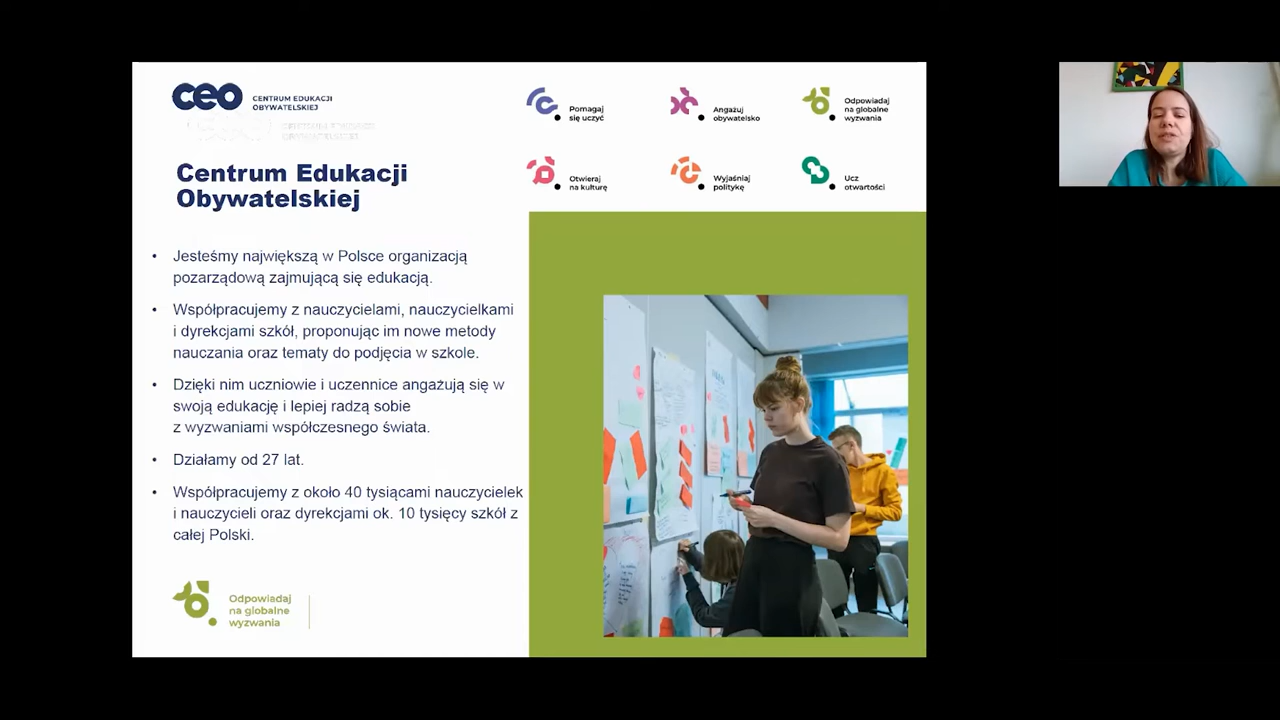 ceo CENTRUM EDUKACJI
OBYWATELSKIEJ
Pomagaj
się uczyć
Angażuj
obywatelsko
Odpowiadaj
na globalne
wyzwania
Otwieraj
na kulturę
Wyjaśniaj
politykę
Ucz
otwartości
Centrum Edukacji
Obywatelskiej
• Jesteśmy największą w Polsce organizacją
pozarządową zajmującą się edukacją.
• Współpracujemy z nauczycielami, nauczycielkami
i dyrekcjami szkół, proponując im nowe metody
nauczania oraz tematy do podjęcia w szkole.
• Dzięki nim uczniowie i uczennice angażują się w
swoją edukację i lepiej radzą sobie
z wyzwaniami współczesnego świata.
• Działamy od 27 lat.
• Współpracujemy z około 40 tysiącami nauczycielek
i nauczycieli oraz dyrekcjami ok. 10 tysięcy szkół z
całej Polski.
Odpowiadaj
na globalne
wyzwania